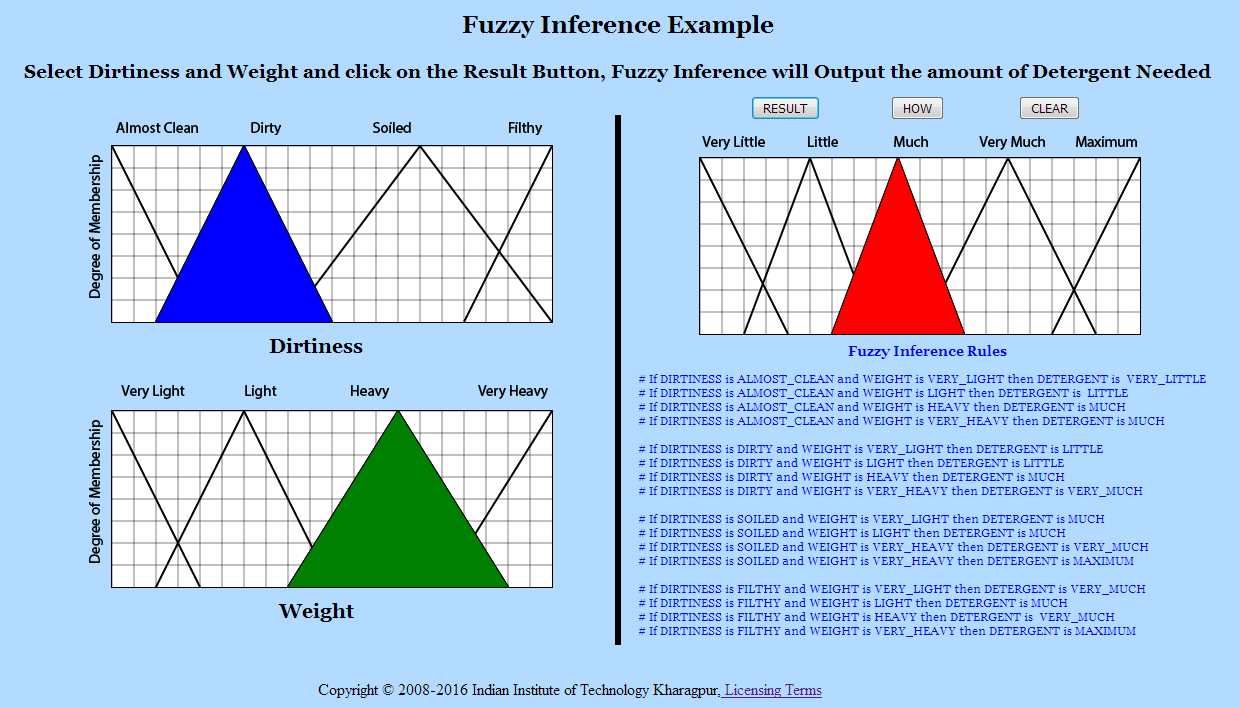 Fuzzy Inference Example
Select Dirtiness and Weight and click on the Result Button, Fuzzy Inference will Output the amount of Detergent Needed
Almost Clean Dirty Soiled Filthy
Degree of Membership
Dirtiness
Very Light Light Heavy Very Heavy
Degree of Membership
Weight
RESULT HOW CLEAR
Very Little Little Much Very Much Maximum
Fuzzy Inference Rules
# If DIRTINESS is ALMOST_CLEAN and WEIGHT is VERY_LIGHT then DETERGENT is VERY_LITTLE
# If DIRTINESS is ALMOST_CLEAN and WEIGHT is LIGHT then DETERGENT is LITTLE
# If DIRTINESS is ALMOST_CLEAN and WEIGHT is HEAVY then DETERGENT is MUCH
# If DIRTINESS is ALMOST_CLEAN and WEIGHT is VERY_HEAVY then DETERGENT is MUCH
# If DIRTINESS is DIRTY and WEIGHT is VERY_LIGHT then DETERGENT is LITTLE
# If DIRTINESS is DIRTY and WEIGHT is LIGHT then DETERGENT is LITTLE
# If DIRTINESS is DIRTY and WEIGHT is HEAVY then DETERGENT is MUCH
# If DIRTINESS is DIRTY and WEIGHT is VERY_HEAVY then DETERGENT is VERY_MUCH
# If DIRTINESS is SOILED and WEIGHT is VERY_LIGHT then DETERGENT is MUCH
# If DIRTINESS is SOILED and WEIGHT is LIGHT then DETERGENT is MUCH
# If DIRTINESS is SOILED and WEIGHT is VERY_HEAVY then DETERGENT is VERY_MUCH
# If DIRTINESS is SOILED and WEIGHT is VERY_HEAVY then DETERGENT is MAXIMUM
# If DIRTINESS is FILTHY and WEIGHT is VERY_LIGHT then DETERGENT is VERY_MUCH
# If DIRTINESS is FILTHY and WEIGHT is LIGHT then DETERGENT is MUCH
# If DIRTINESS is FILTHY and WEIGHT is HEAVY then DETERGENT is VERY_MUCH
# If DIRTINESS is FILTHY and WEIGHT is VERY_HEAVY then DETERGENT is MAXIMUM
Copyright © 2008-2016 Indian Institute of Technology Kharagpur, Licensing Terms